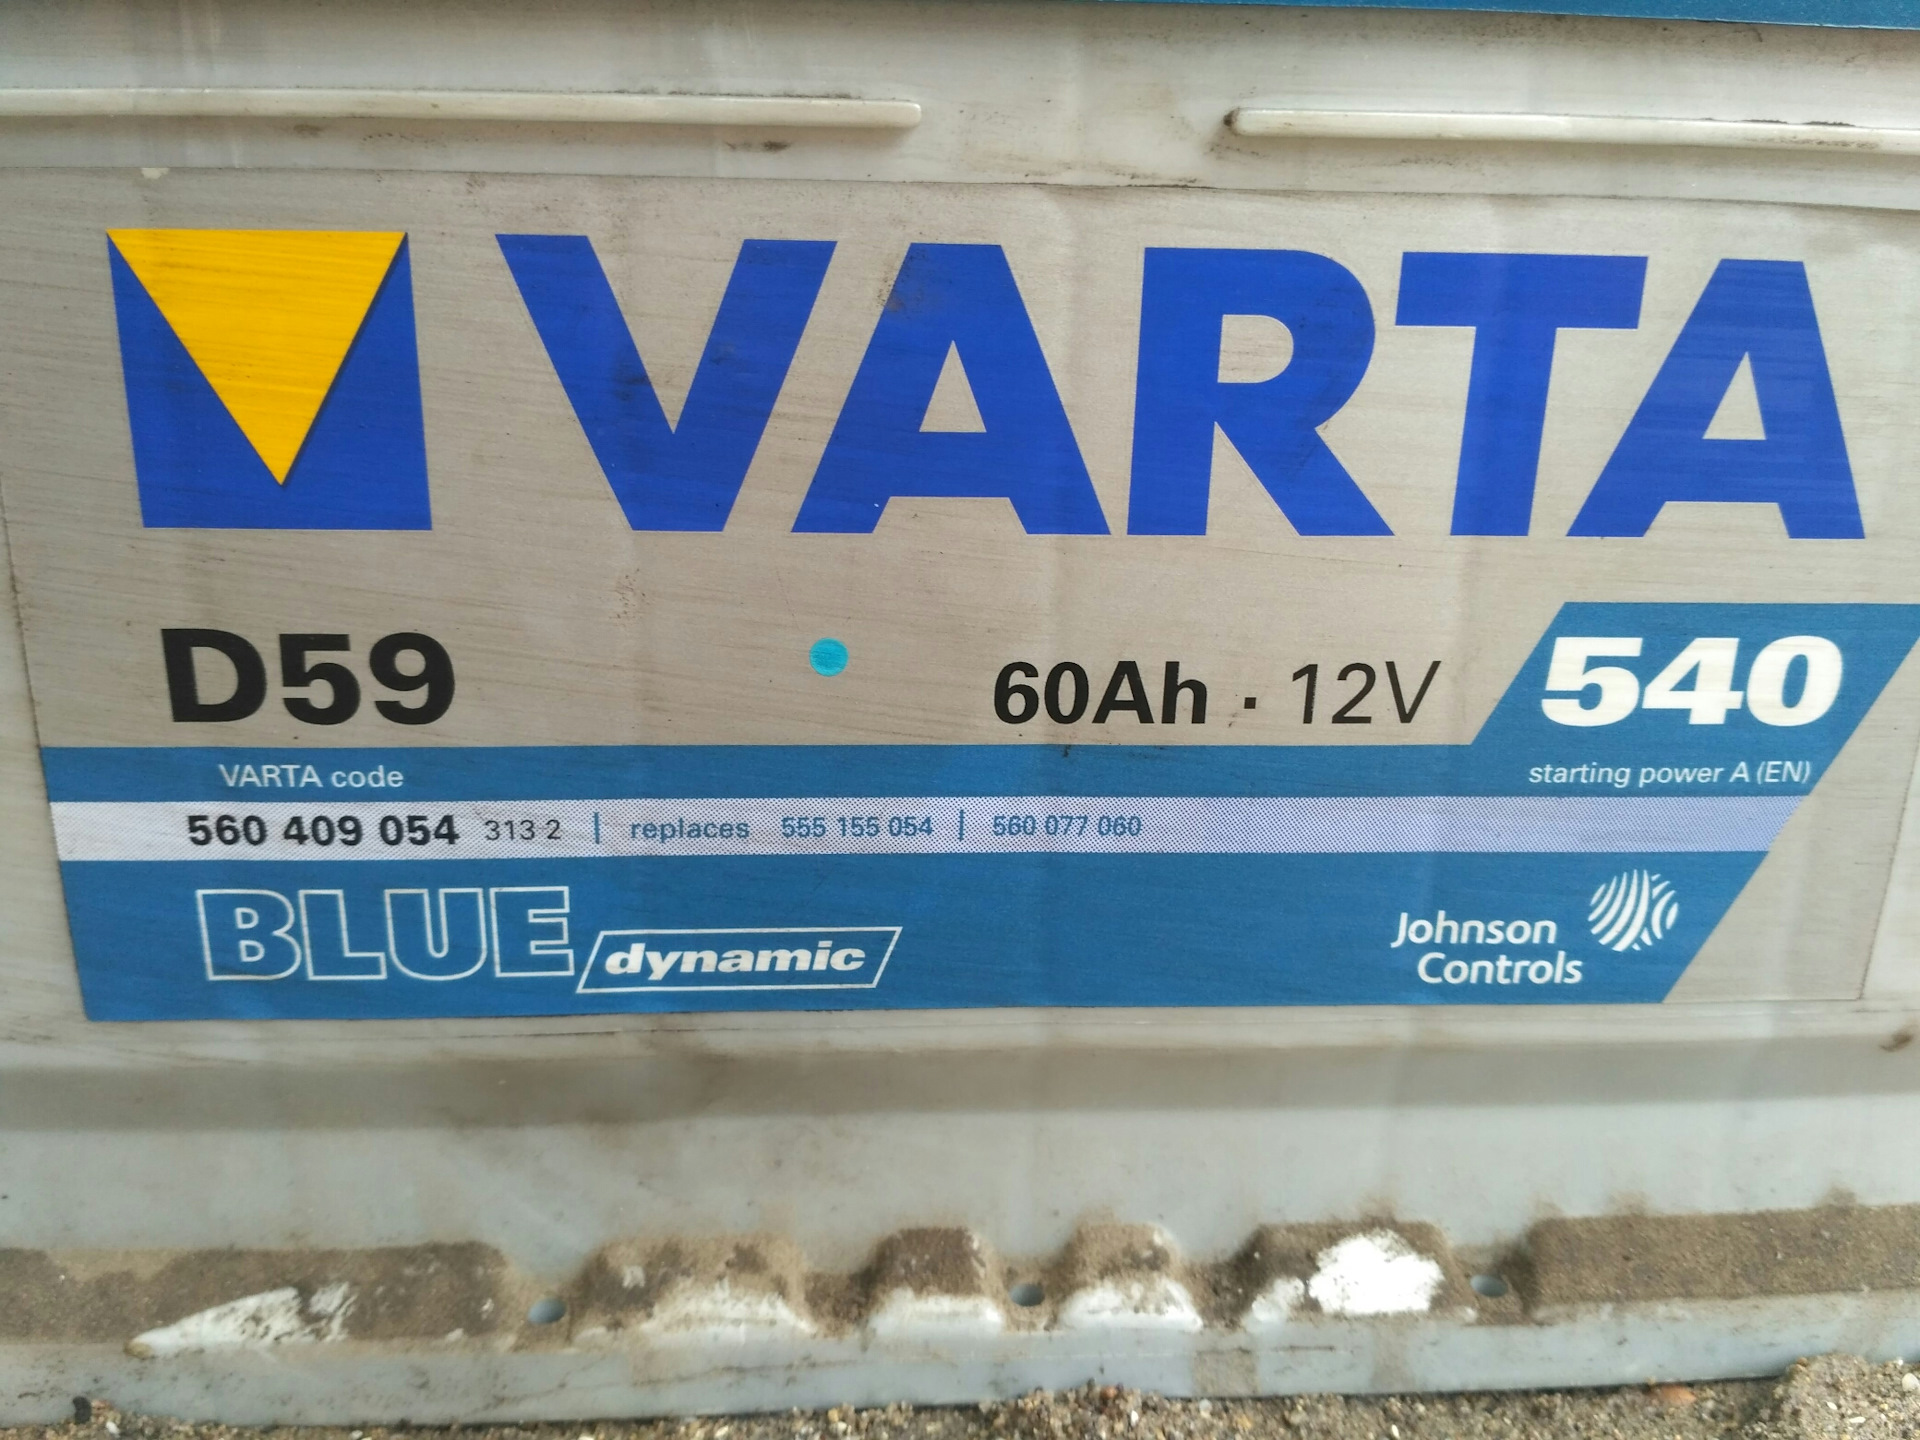 VARTA
D59 60Ah · 12V 540
VARTA code starting power A (EN)
560 409 054 313 2 | replaces 555 155 054 | 560 077 060
BLUE dynamic
Johnson
Controls